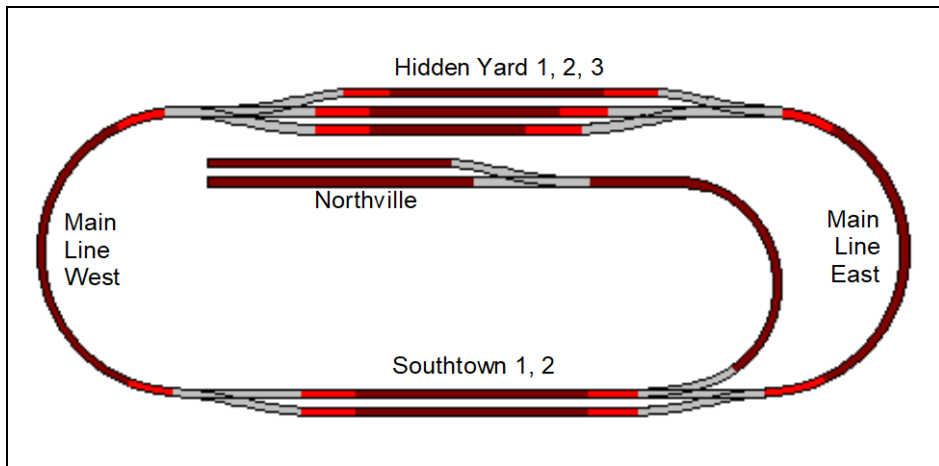 Hidden Yard 1, 2, 3
Northville
Main
Line
West
Main
Line
East
Southtown 1, 2